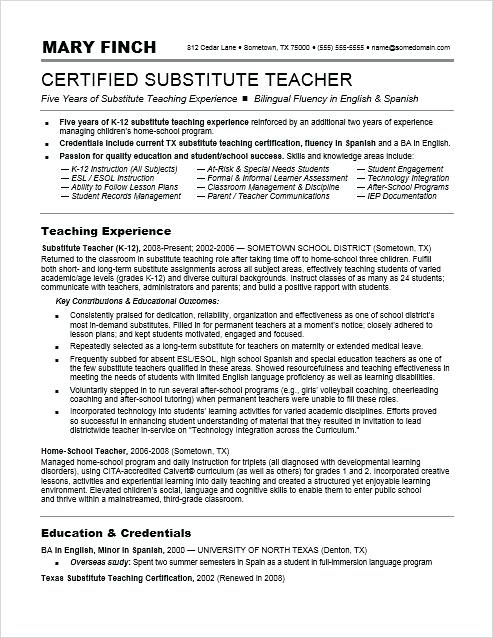 MARY FINCH 812 Cedar Lane • Sometown, TX 75000 • (555) 555-5555 • name@somedomain.com
CERTIFIED SUBSTITUTE TEACHER
Five Years of Substitute Teaching Experience ■ Bilingual Fluency in English & Spanish
▪ Five years of K-12 substitute teaching experience reinforced by an additional two years of experience
managing children's home-school program.
▪ Credentials include current TX substitute teaching certification, fluency in Spanish and a BA in English.
▪ Passion for quality education and student/school success. Skills and knowledge areas include:
— K-12 Instruction (All Subjects) — At-Risk & Special Needs Students — Student Engagement
— ESL / ESOL Instruction — Formal & Informal Learner Assessment — Technology Integration
— Ability to Follow Lesson Plans — Classroom Management & Discipline — After-School Programs
— Student Records Management — Parent / Teacher Communications — IEP Documentation
Teaching Experience
Substitute Teacher (K-12), 2008-Present; 2002-2006 — SOMETOWN SCHOOL DISTRICT (Sometown, TX)
Returned to the classroom in substitute teaching role after taking time off to home-school three children. Fulfill
both short- and long-term substitute assignments across all subject areas, effectively teaching students of varied
academic/age levels (grades K-12) and diverse cultural backgrounds. Instruct classes of as many as 24 students;
communicate with teachers, administrators and parents; and build a positive rapport with students.
Key Contributions & Educational Outcomes:
▪ Consistently praised for dedication, reliability, organization and effectiveness as one of school district's
most in-demand substitutes. Filled in for permanent teachers at a moment's notice; closely adhered to
lesson plans; and kept students motivated, engaged and focused.
▪ Repeatedly selected as a long-term substitute for teachers on maternity or extended medical leave.
▪ Frequently subbed for absent ESL/ESOL, high school Spanish and special education teachers as one of
the few substitute teachers qualified in these areas. Showed resourcefulness and teaching effectiveness in
meeting the needs of students with limited English language proficiency as well as learning disabilities.
▪ Voluntarily stepped in to run several after-school programs (e.g., girls' volleyball coaching, cheerleading
coaching and after-school tutoring) when permanent teachers were unable to fill these roles.
▪ Incorporated technology into students' learning activities for varied academic disciplines. Efforts proved
so successful in enhancing student understanding of material that they resulted in invitation to lead
districtwide teacher in-service on "Technology Integration Across the Curriculum."
Home-School Teacher, 2006-2008 (Sometown, TX)
Managed home-school program and daily instruction for triplets (all diagnosed with developmental learning
disorders), using CITA-accredited Calvert® curriculum (as well as others) for grades 1 and 2. Incorporated creative
lessons, activities and experiential learning into daily teaching and created a structured yet enjoyable learning
environment. Elevated children's social, language and cognitive skills to enable them to enter public school
and thrive within a mainstreamed, third-grade classroom.
Education & Credentials
BA in English, Minor in Spanish, 2000 — UNIVERSITY OF NORTH TEXAS (Denton, TX)
▪ Overseas study: Spent two summer semesters in Spain as a student in full-immersion language program
Texas Substitute Teaching Certification, 2002 (Renewed in 2008)